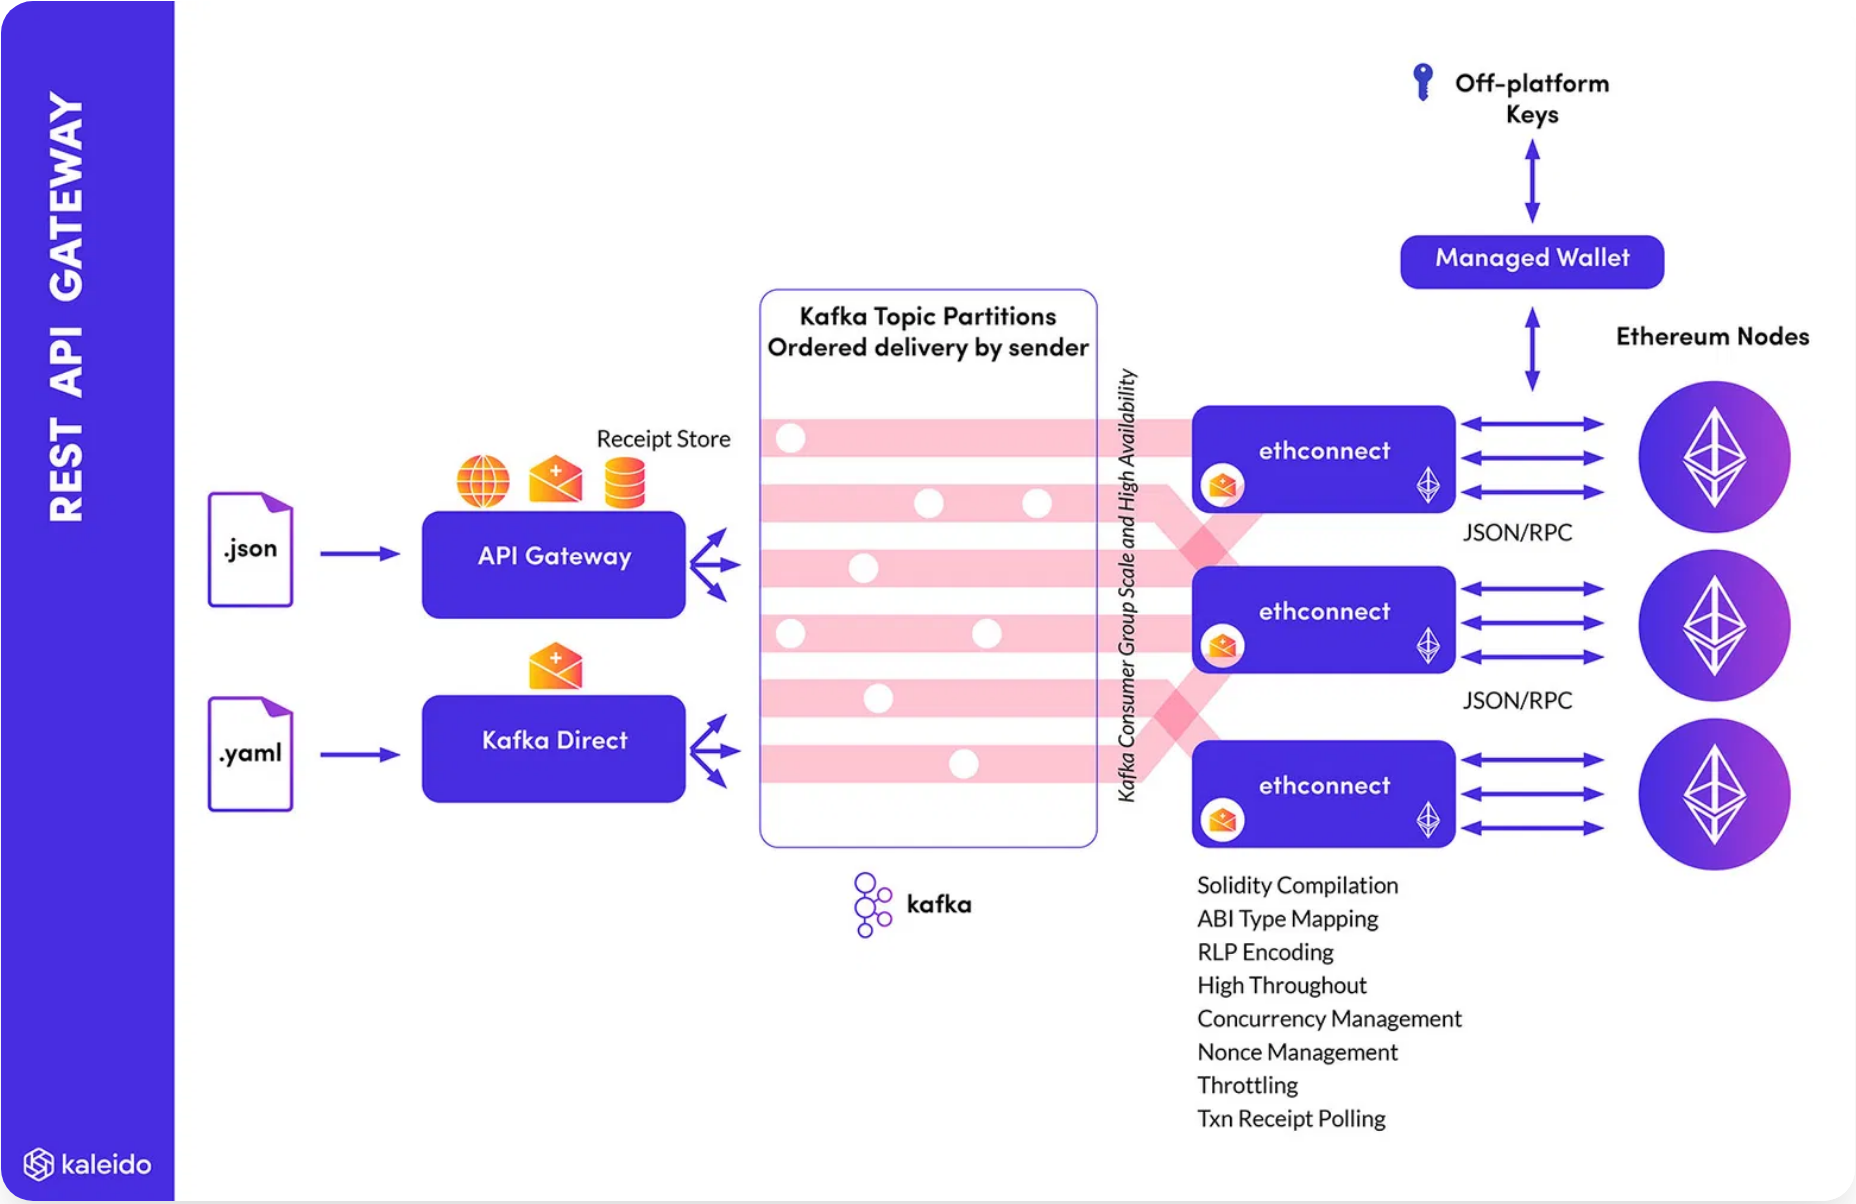 REST API GATEWAY
kaleido
.json
.yaml
Receipt Store
API Gateway
Kafka Direct
Kafka Topic Partitions
Ordered delivery by sender
kafka
Kafka Consumer Group Scale and High Availability
Off-platform
Keys
Managed Wallet
Ethereum Nodes
ethconnect
JSON/RPC
ethconnect
JSON/RPC
ethconnect
Solidity Compilation
ABI Type Mapping
RLP Encoding
High Throughout
Concurrency Management
Nonce Management
Throttling
Txn Receipt Polling